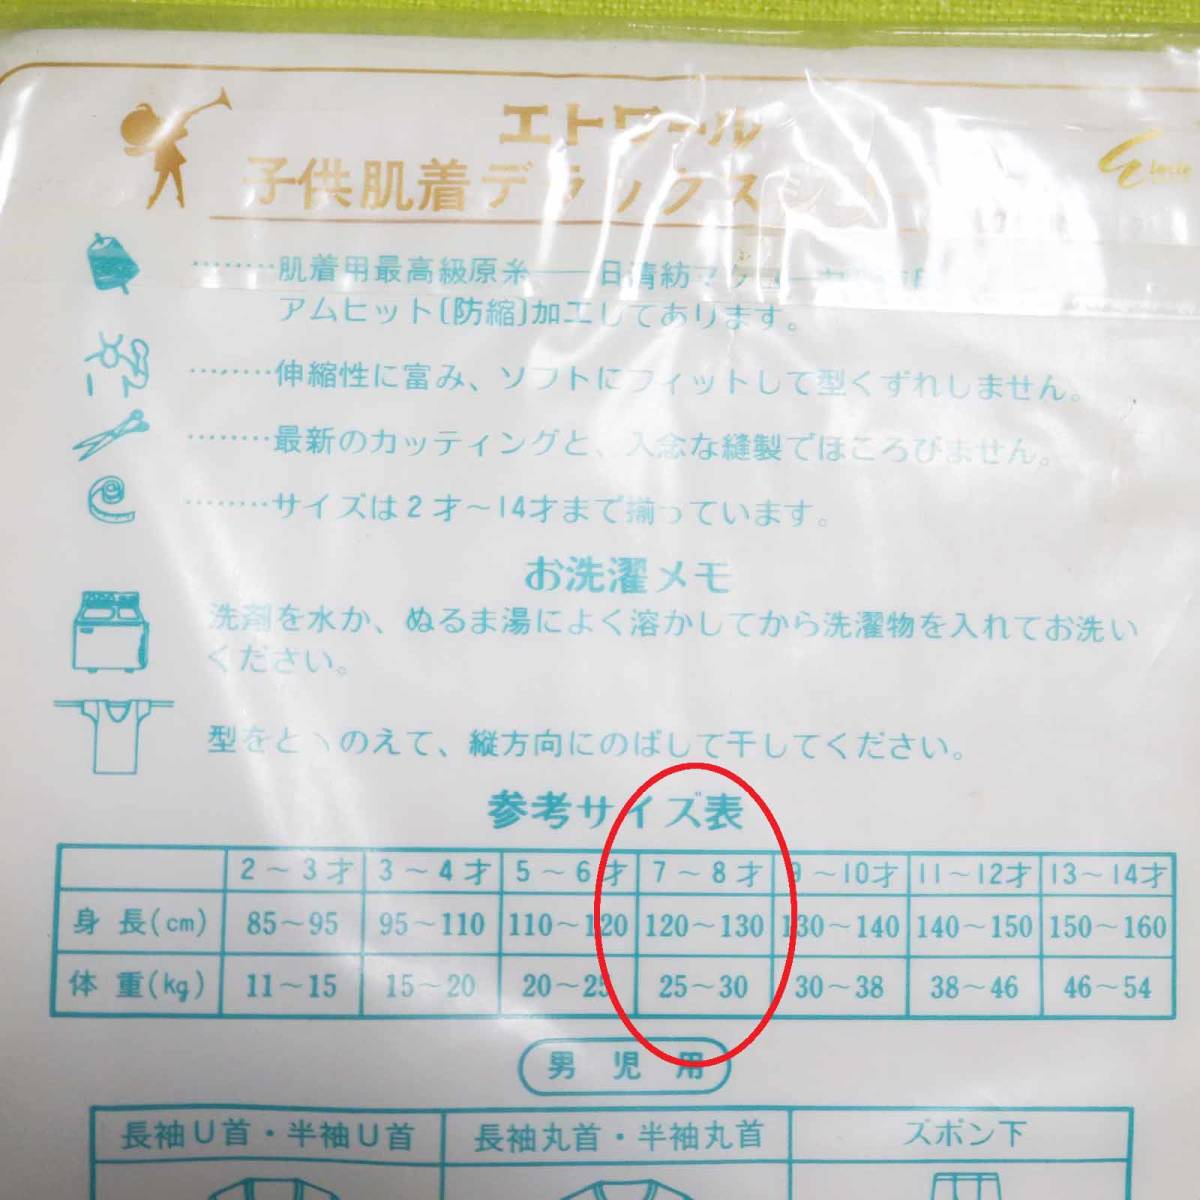 エトワール
子供肌着デラックス
………肌着用最高級原糸――日清紡マ
アムヒット〔防縮〕加工してあります。
………伸縮性に富み、ソフトにフィットして型くずれしません。
………最新のカッティングと、入念な縫製でほころびません。
………サイズは2才～14才まで揃っています。
お洗濯メモ
洗剤を水か、ぬるま湯によく溶かしてから洗濯物を入れてお洗い
ください。
型をとゝのえて、縦方向にのばして干してください。
参考サイズ表
2～3才 3～4才 5～6才 7～8才 9～10才 11～12才 13～14才
身長(cm) 85～95 95～110 110～120 120～130 130～140 140～150 150～160
体重(kg) 11～15 15～20 20～25 25～30 30～38 38～46 46～54
男児用
長袖U首・半袖U首 長袖丸首・半袖丸首 ズボン下